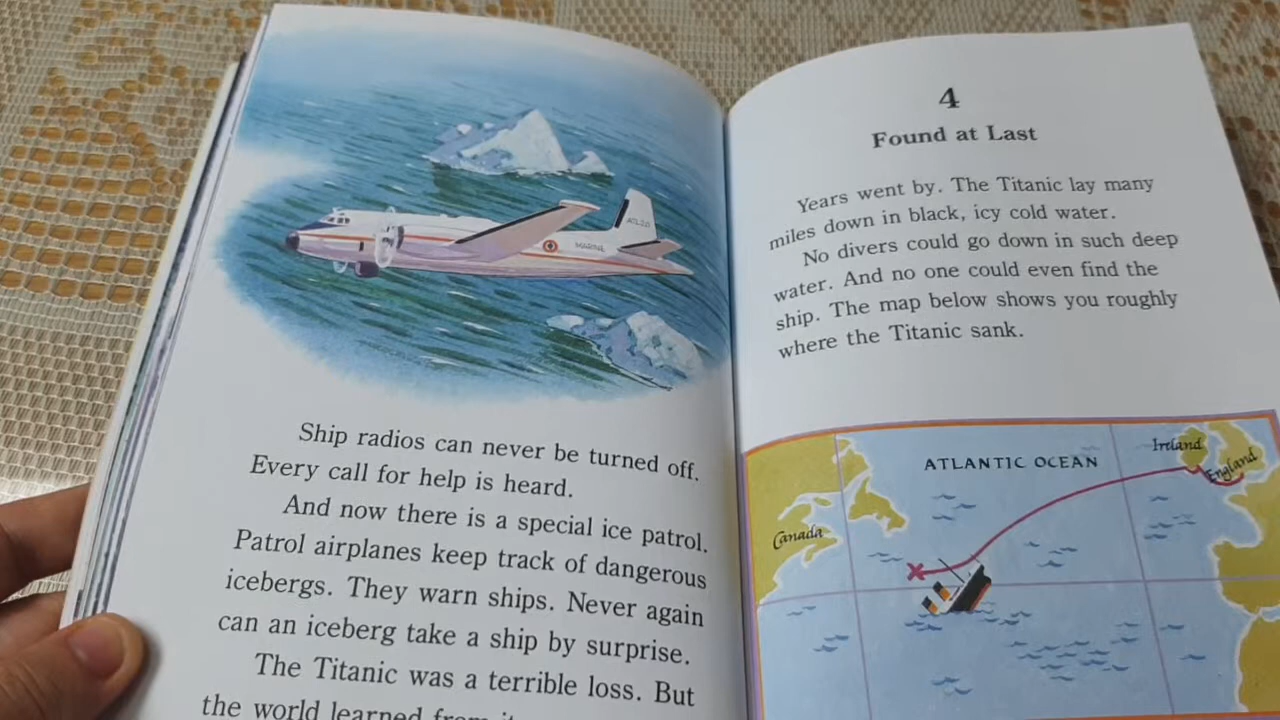 MARINE
Ship radios can never be turned off.
Every call for help is heard.
And now there is a special ice patrol.
Patrol airplanes keep track of dangerous
icebergs. They warn ships. Never again
can an iceberg take a ship by surprise.
The Titanic was a terrible loss. But
the world learned from it
4
Found at Last
Years went by. The Titanic lay many
miles down in black, icy cold water.
No divers could go down in such deep
water. And no one could even find the
ship. The map below shows you roughly
where the Titanic sank.
ATLANTIC OCEAN
Ireland
England
Canada